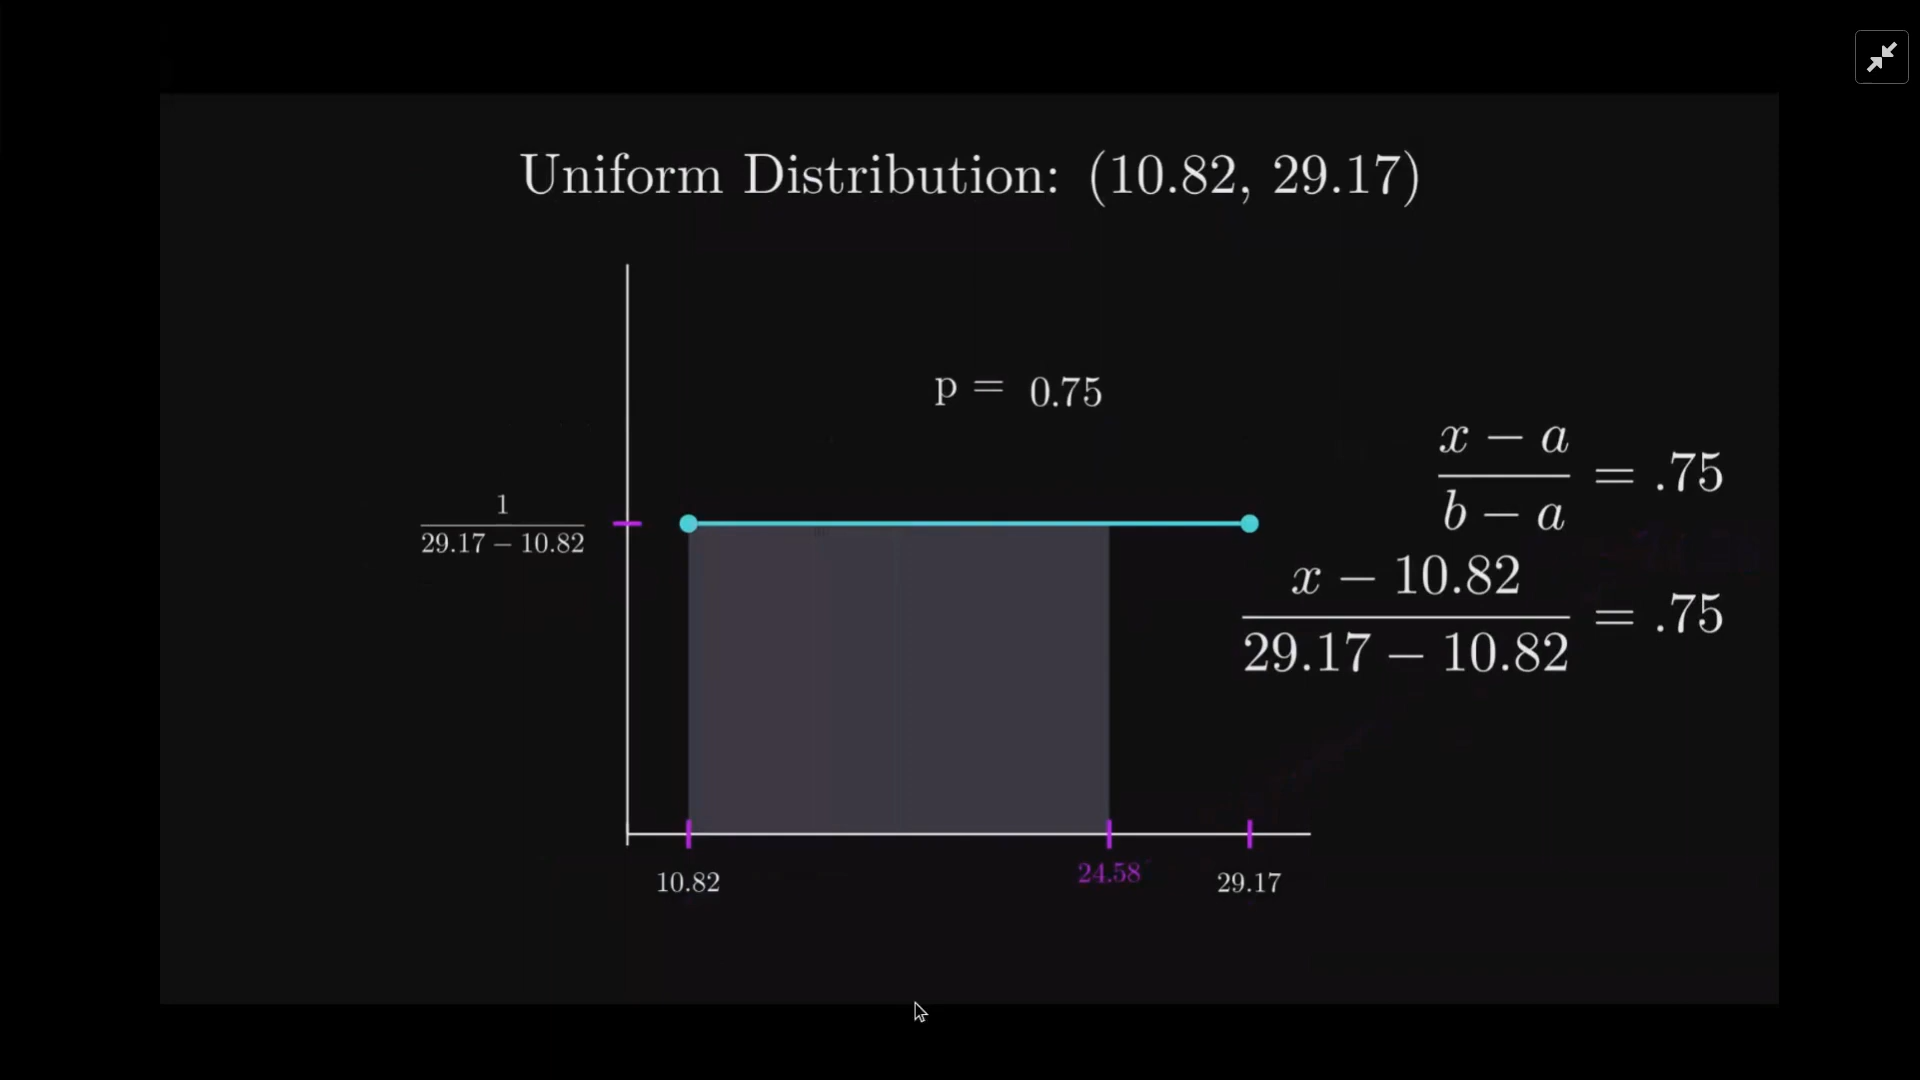 Uniform Distribution: (10.82, 29.17)
p = 0.75
x − a
b − a
= .75
1
29.17 − 10.82
x − 10.82
29.17 − 10.82
= .75
10.82
24.58
29.17